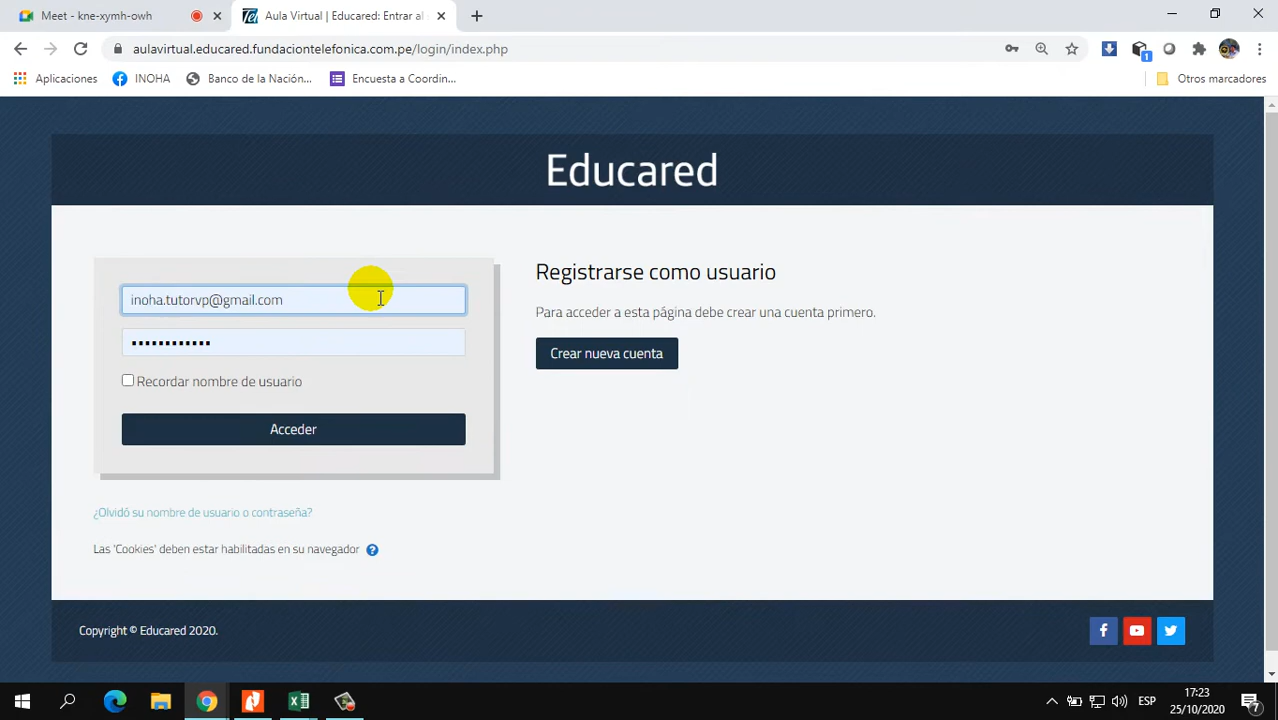 Meet - kne-xymh-owh
Aula Virtual | Educared: Entrar al
aulavirtual.educared.fundaciontelefonica.com.pe/login/index.php
1
Aplicaciones INOHA Banco de la Nación... Encuesta a Coordin... Otros marcadores
Educared
inoha.tutorvp@gmail.com
••••••••••••
Recordar nombre de usuario
Acceder
¿Olvidó su nombre de usuario o contraseña?
Las 'Cookies' deben estar habilitadas en su navegador ?
Registrarse como usuario
Para acceder a esta página debe crear una cuenta primero.
Crear nueva cuenta
Copyright © Educared 2020.
ESP
17:23
25/10/2020
7